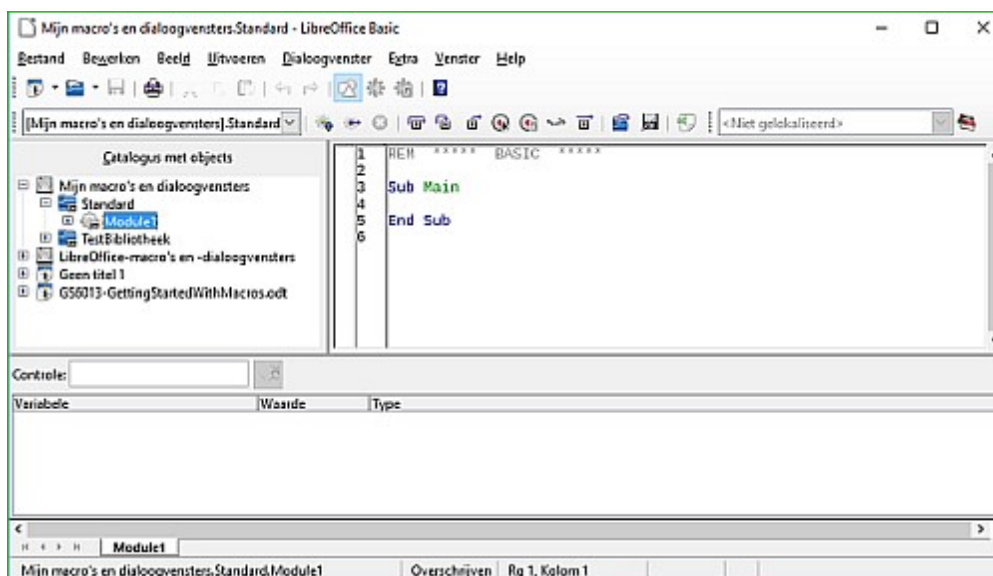 Mijn macro's en dialoogvensters.Standard - LibreOffice Basic
Bestand Bewerken Beeld Uitvoeren Dialoogvenster Extra Venster Help
[Mijn macro's en dialoogvensters].Standard
<Niet gelokaliseerd>
Catalogus met objects
Mijn macro's en dialoogvensters
Standard
Module1
TestBibliotheek
LibreOffice-macro's en -dialoogvensters
Geen titel 1
GS6013-GettingStartedWithMacros.odt
1 REM ***** BASIC *****
2
3 Sub Main
4
5 End Sub
6
Controle:
Variabele Waarde Type
Module1
Mijn macro's en dialoogvensters.Standard.Module1 Overschrijven Rg 1, Kolom 1